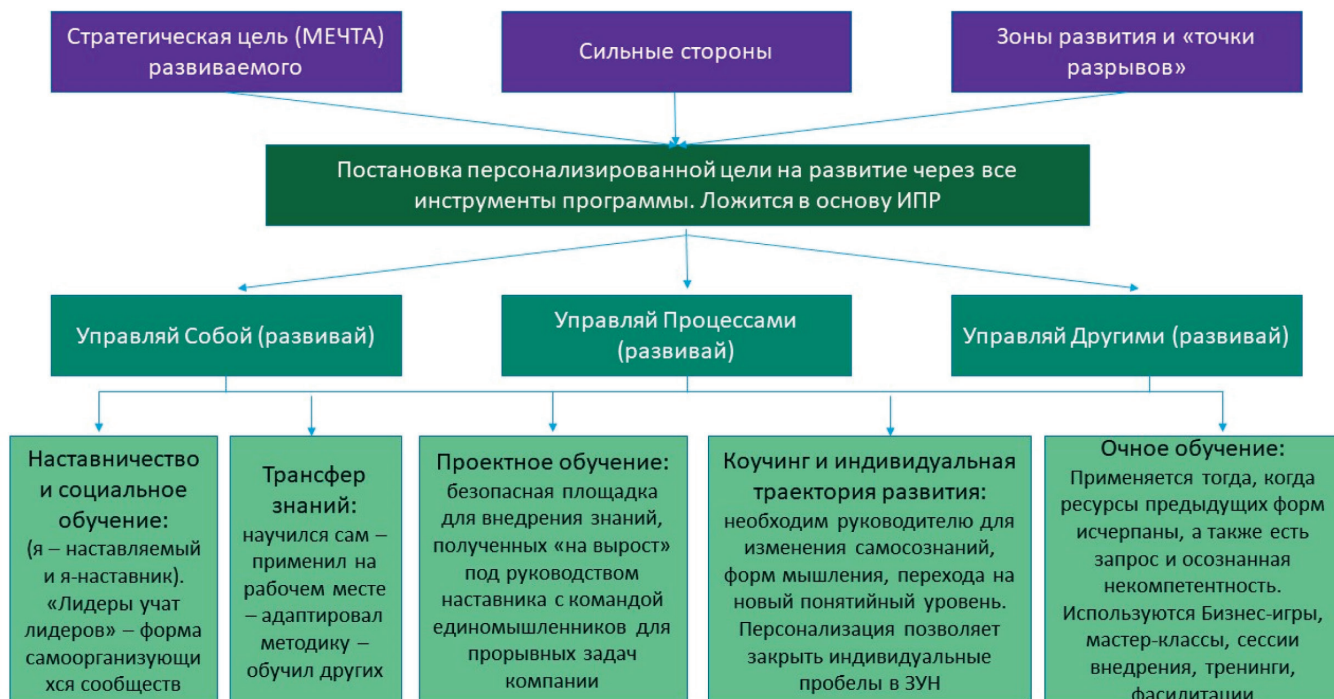 Стратегическая цель (МЕЧТА)
развиваемого
Сильные стороны
Зоны развития и «точки
разрывов»
Постановка персонализированной цели на развитие через все
инструменты программы. Ложится в основу ИПР
Управляй Собой (развивай)
Управляй Процессами
(развивай)
Управляй Другими (развивай)
Наставничество
и социальное
обучение:
(я – наставляемый
и я-наставник).
«Лидеры учат
лидеров» – форма
самоорганизующи
хся сообществ
Трансфер
знаний:
научился сам –
применил на
рабочем месте
– адаптировал
методику –
обучил других
Проектное обучение:
безопасная площадка
для внедрения знаний,
полученных «на вырост»
под руководством
наставника с командой
единомышленников для
прорывных задач
компании
Коучинг и индивидуальная
траектория развития:
необходим руководителю для
изменения самосознаний,
форм мышления, перехода на
новый понятийный уровень.
Персонализация позволяет
закрыть индивидуальные
пробелы в ЗУН
Очное обучение:
Применяется тогда, когда
ресурсы предыдущих форм
исчерпаны, а также есть
запрос и осознанная
некомпетентность.
Используются Бизнес-игры,
мастер-классы, сессии
внедрения, тренинги,
фасилитации